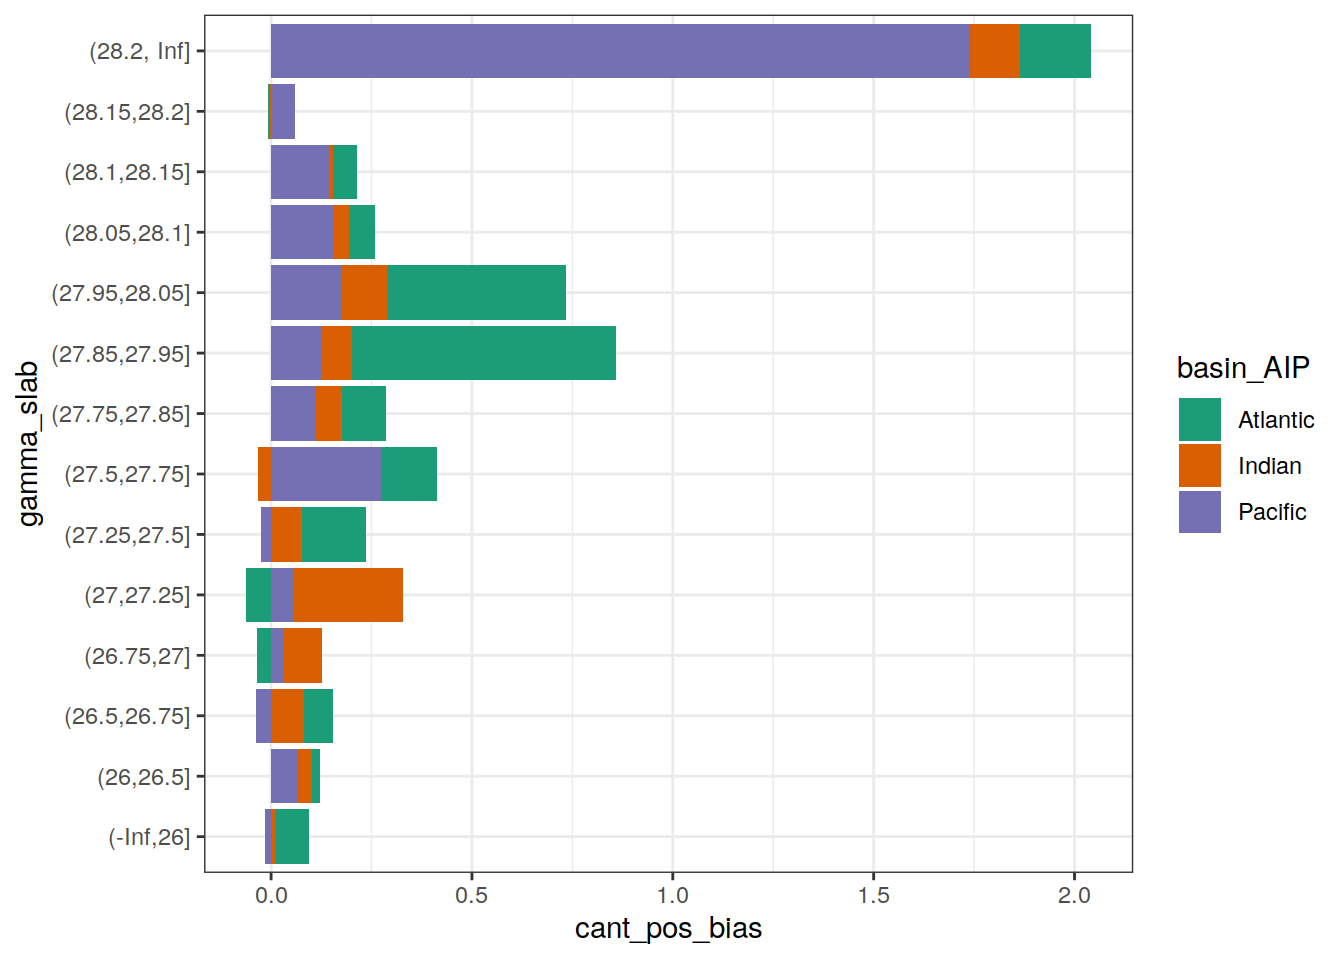 (28.2, Inf]
(28.15,28.2]
(28.1,28.15]
(28.05,28.1]
(27.95,28.05]
(27.85,27.95]
(27.75,27.85]
(27.5,27.75]
(27.25,27.5]
(27,27.25]
(26.75,27]
(26.5,26.75]
(26,26.5]
(-Inf,26]
gamma_slab
0.0 0.5 1.0 1.5 2.0
cant_pos_bias
basin_AIP
Atlantic
Indian
Pacific